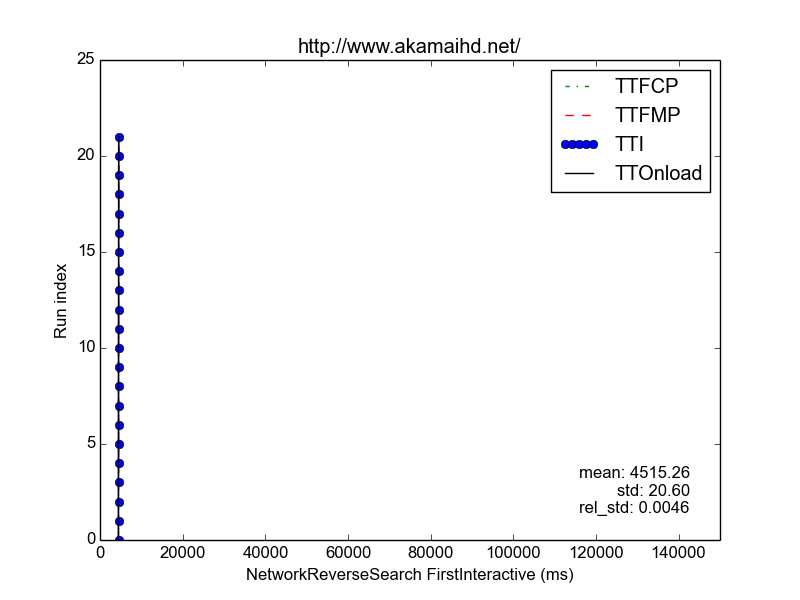 http://www.akamaihd.net/
25
20
15
10
5
0
Run index
TTFCP
TTFMP
TTI
TTOnload
mean: 4515.26
std: 20.60
rel_std: 0.0046
0 20000 40000 60000 80000 100000 120000 140000
NetworkReverseSearch FirstInteractive (ms)